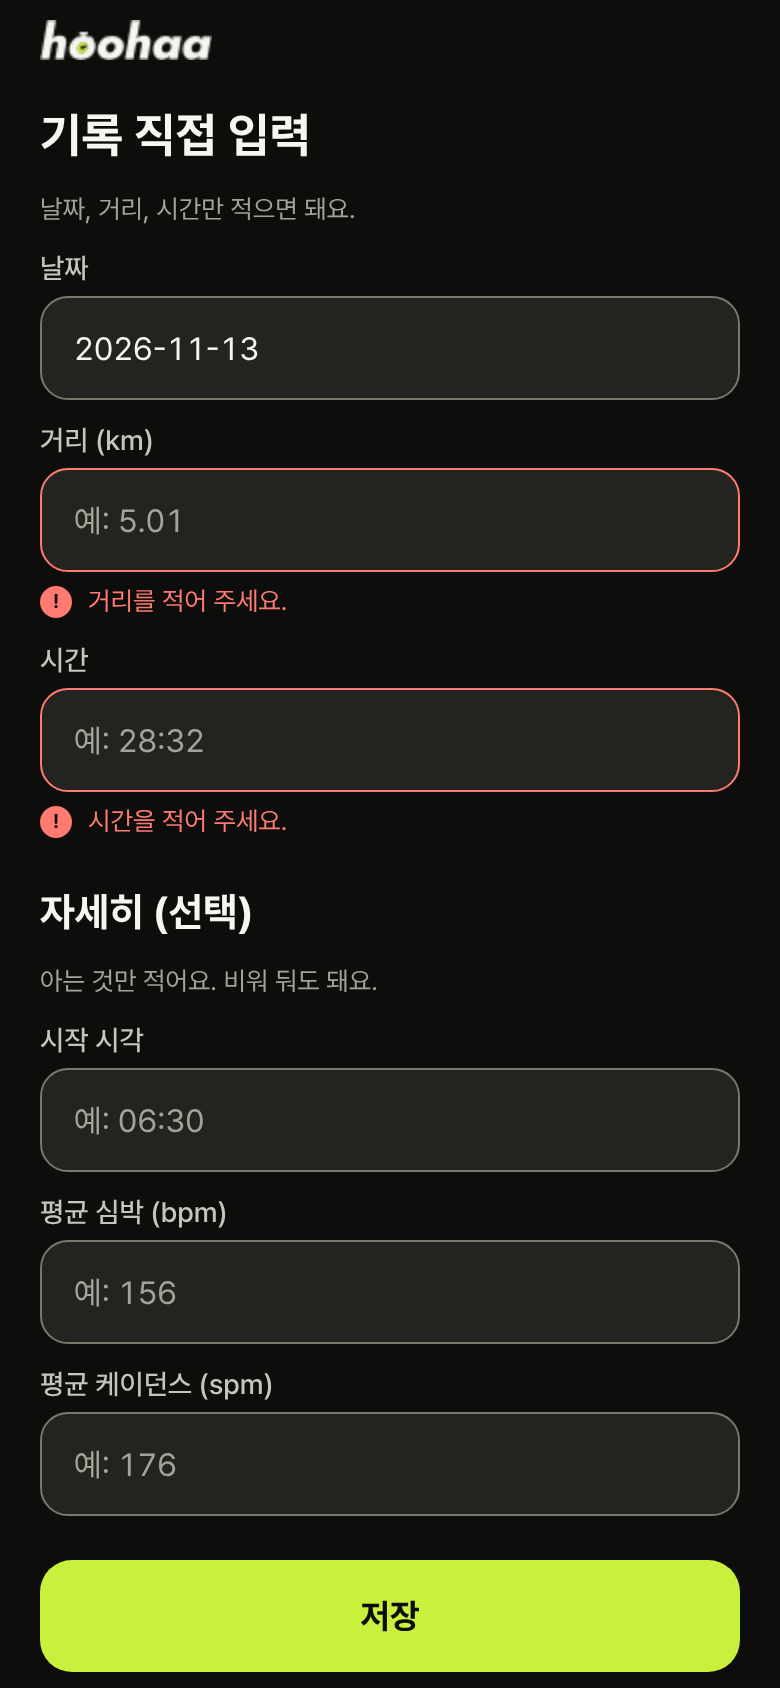 hoohaa
기록 직접 입력
날짜, 거리, 시간만 적으면 돼요.
날짜
2026-11-13
거리 (km)
예: 5.01
! 거리를 적어 주세요.
시간
예: 28:32
! 시간을 적어 주세요.
자세히 (선택)
아는 것만 적어요. 비워 둬도 돼요.
시작 시각
예: 06:30
평균 심박 (bpm)
예: 156
평균 케이던스 (spm)
예: 176
저장